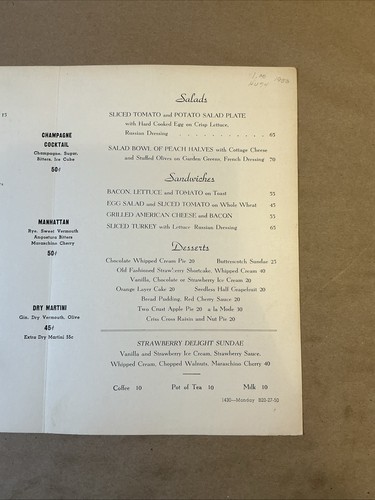 CHAMPAGNE
COCKTAIL
Champagne, Sugar,
Bitters, Ice Cube
50¢
MANHATTAN
Rye, Sweet Vermouth
Angostura Bitters
Maraschino Cherry
50¢
DRY MARTINI
Gin, Dry Vermouth, Olive
45¢
Extra Dry Martini 55c
Salads
SLICED TOMATO and POTATO SALAD PLATE
with Hard Cooked Egg on Crisp Lettuce,
Russian Dressing - - - - - - - - - - - 65
SALAD BOWL OF PEACH HALVES with Cottage Cheese
and Stuffed Olives on Garden Greens, French Dressing 70
Sandwiches
BACON, LETTUCE and TOMATO on Toast 55
EGG SALAD and SLICED TOMATO on Whole Wheat 45
GRILLED AMERICAN CHEESE and BACON 55
SLICED TURKEY with Lettuce Russian Dressing 65
Desserts
Chocolate Whipped Cream Pie 20 Butterscotch Sundae 25
Old Fashioned Strawberry Shortcake, Whipped Cream 40
Vanilla, Chocolate or Strawberry Ice Cream 20
Orange Layer Cake 20 Seedless Half Grapefruit 20
Bread Pudding, Red Cherry Sauce 20
Two Crust Apple Pie 20 a la Mode 30
Criss Cross Raisin and Nut Pie 20
STRAWBERRY DELIGHT SUNDAE
Vanilla and Strawberry Ice Cream, Strawberry Sauce,
Whipped Cream, Chopped Walnuts, Maraschino Cherry 40
Coffee 10 Pot of Tea 10 Milk 10